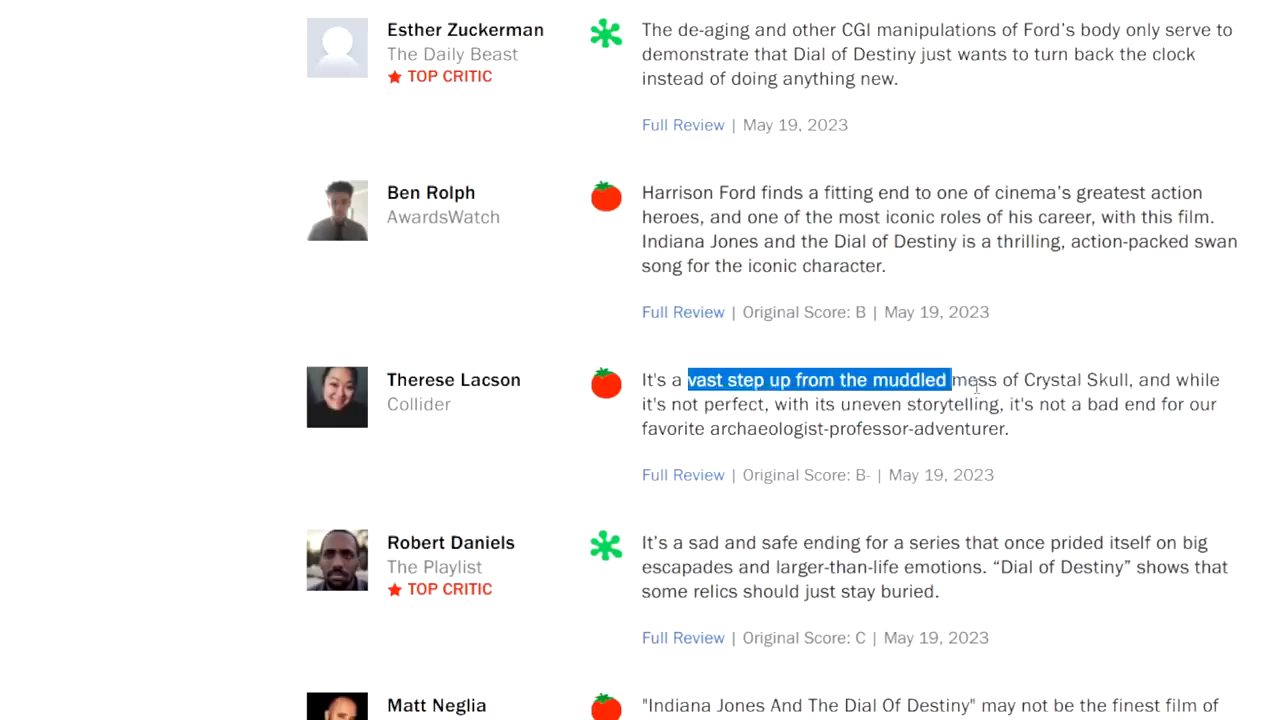 Esther Zuckerman
The Daily Beast
TOP CRITIC
The de-aging and other CGI manipulations of Ford’s body only serve to
demonstrate that Dial of Destiny just wants to turn back the clock
instead of doing anything new.
Full Review | May 19, 2023
Ben Rolph
AwardsWatch
Harrison Ford finds a fitting end to one of cinema’s greatest action
heroes, and one of the most iconic roles of his career, with this film.
Indiana Jones and the Dial of Destiny is a thrilling, action-packed swan
song for the iconic character.
Full Review | Original Score: B | May 19, 2023
Therese Lacson
Collider
It's a vast step up from the muddled mess of Crystal Skull, and while
it's not perfect, with its uneven storytelling, it's not a bad end for our
favorite archaeologist-professor-adventurer.
Full Review | Original Score: B- | May 19, 2023
Robert Daniels
The Playlist
TOP CRITIC
It’s a sad and safe ending for a series that once prided itself on big
escapades and larger-than-life emotions. “Dial of Destiny” shows that
some relics should just stay buried.
Full Review | Original Score: C | May 19, 2023
Matt Neglia
"Indiana Jones And The Dial Of Destiny" may not be the finest film of